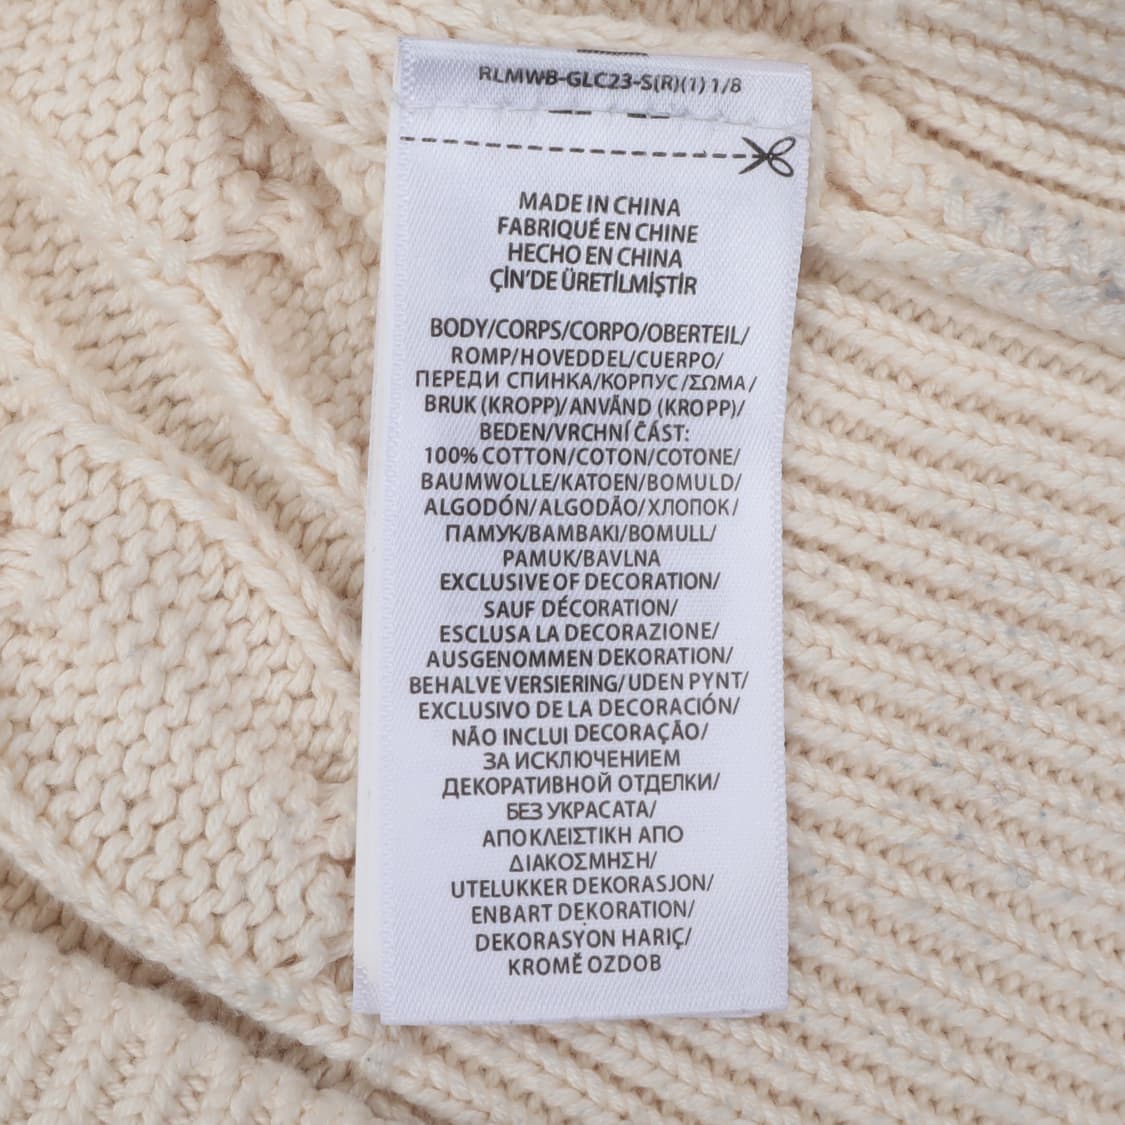 RLMWB-GLC23-S(R)(1) 1/8
MADE IN CHINA
FABRIQUÉ EN CHINE
HECHO EN CHINA
ÇİN'DE ÜRETİLMİŞTİR
BODY/CORPS/CORPO/OBERTEIL/
ROMP/HOVEDDEL/CUERPO/
ПЕРЕДИ СПИНКА/КОРПУС/ΣΩΜΑ/
BRUK (KROPP)/ANVÄND (KROPP)/
BEDEN/VRCHNÍ ČÁST:
100% COTTON/COTON/COTONE/
BAUMWOLLE/KATOEN/BOMULD/
ALGODÓN/ALGODÃO/ХЛОПОК/
ПАМУК/BAMBAKI/BOMULL/
PAMUK/BAVLNA
EXCLUSIVE OF DECORATION/
SAUF DÉCORATION/
ESCLUSA LA DECORAZIONE/
AUSGENOMMEN DEKORATION/
BEHALVE VERSIERING/UDEN PYNT/
EXCLUSIVO DE LA DECORACIÓN/
NÃO INCLUI DECORAÇÃO/
ЗА ИСКЛЮЧЕНИЕМ
ДЕКОРАТИВНОЙ ОТДЕЛКИ/
БЕЗ УКРАСАТА/
ΑΠΟΚΛΕΙΣΤΙΚΗ ΑΠΟ
ΔΙΑΚΟΣΜΗΣΗ/
UTELUKKER DEKORASJON/
ENBART DEKORATION/
DEKORASYON HARIÇ/
KROMĚ OZDOB